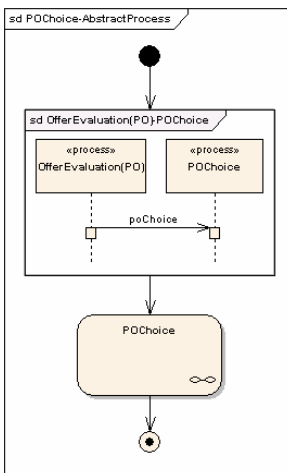 sd POChoice-AbstractProcess
sd OfferEvaluation(PO)-POChoice
«process»
OfferEvaluation(PO)
«process»
POChoice
poChoice
POChoice